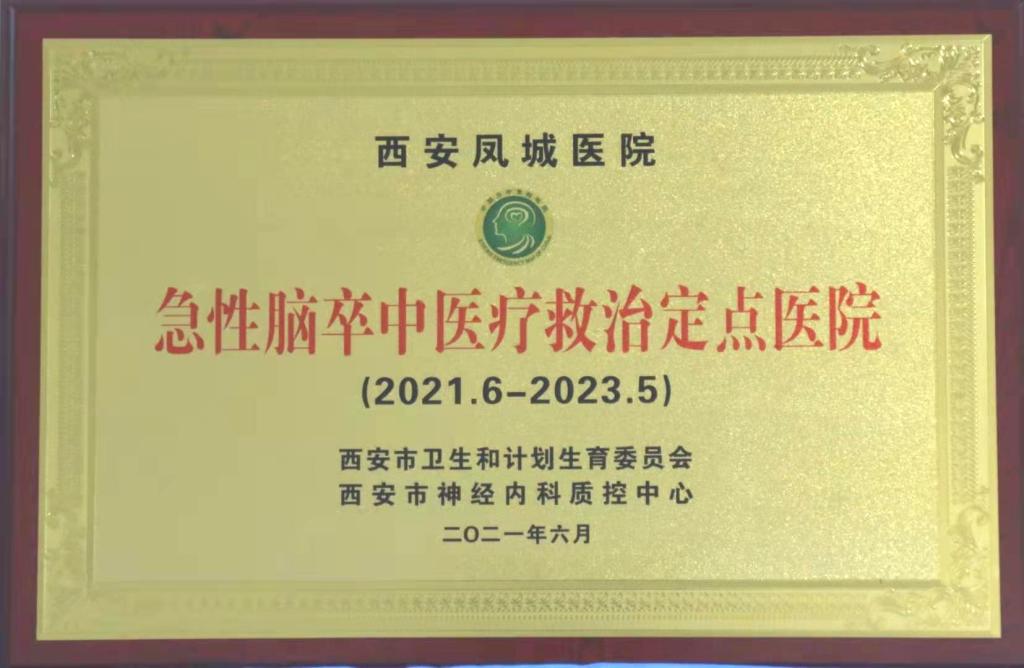 西安凤城医院
急性脑卒中医疗救治定点医院
(2021.6-2023.5)
西安市卫生和计划生育委员会
西安市神经内科质控中心
二〇二一年六月